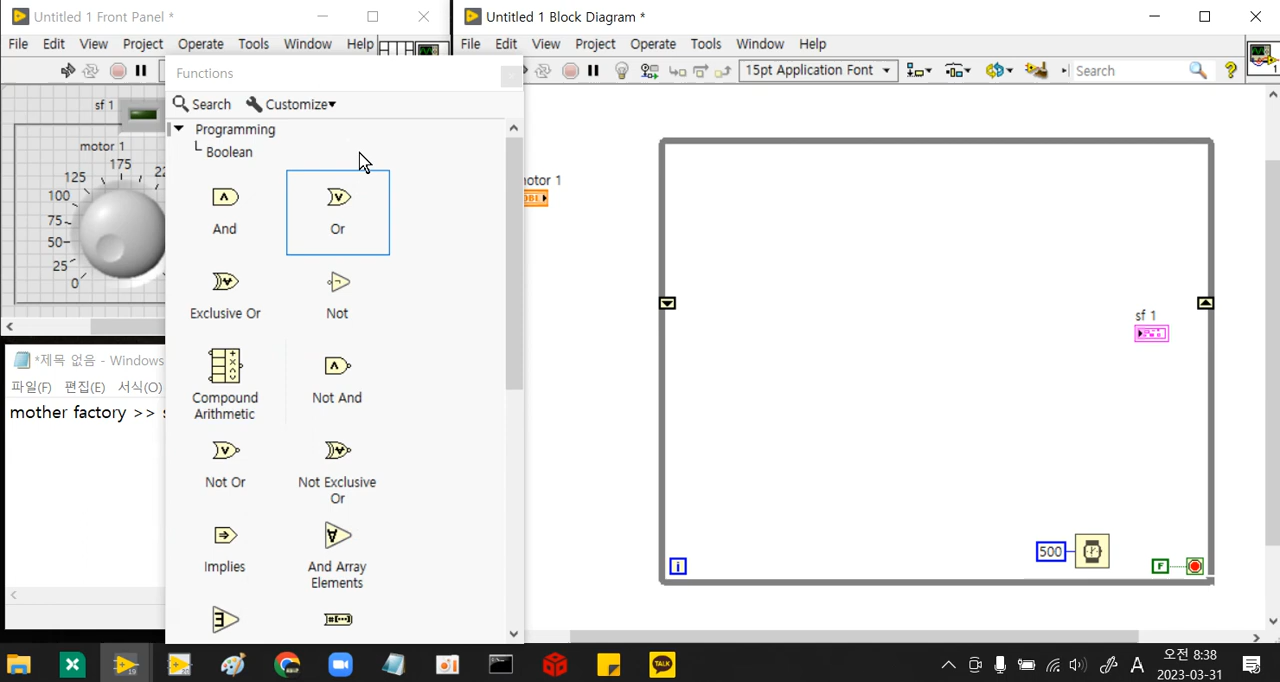 Untitled 1 Front Panel *
File Edit View Project Operate Tools Window Help
sf 1
motor 1
175
125
100
75
50
25
0
*제목 없음 - Windows
파일(F) 편집(E) 서식(O)
mother factory >>
Functions
Search Customize
Programming
Boolean
And
Or
Exclusive Or
Not
Compound Arithmetic
Not And
Not Or
Not Exclusive Or
Implies
And Array Elements
Untitled 1 Block Diagram *
File Edit View Project Operate Tools Window Help
15pt Application Font
Search
?
1
sf 1
i
500
F
19
TALK
A
오전 8:38
2023-03-31